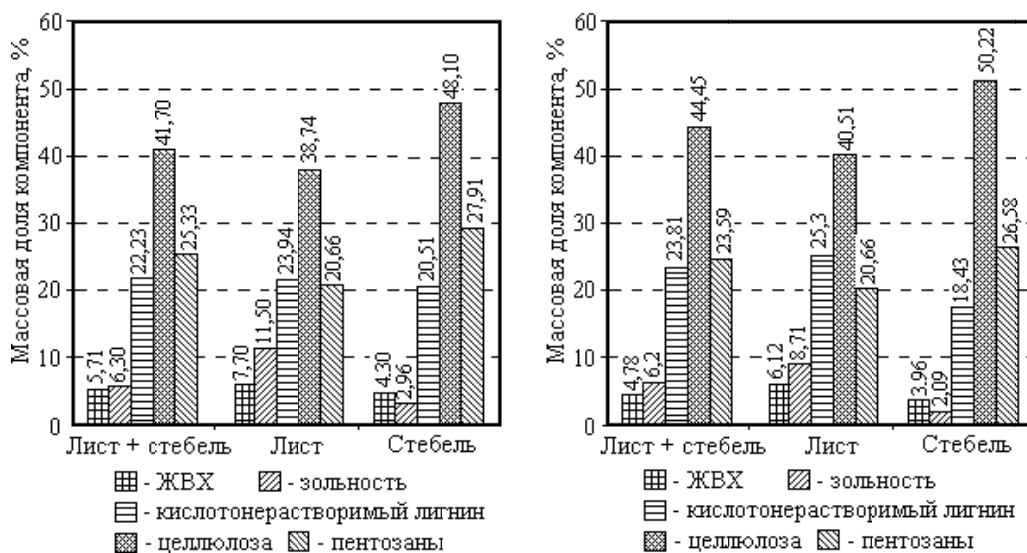 Массовая доля компонента, %
60
50
40
30
20
10
0
5,71
6,30
22,23
41,70
25,33
7,70
11,50
23,94
38,74
20,66
4.30
2,96
20,51
48,10
27,91
Лист + стебель
Лист
Стебель
- ЖВХ
- зольность
- кислотонерастворимый лигнин
- целлюлоза
- пентозаны
Массовая доля компонента, %
60
50
40
30
20
10
0
4,78
6,2
23,81
44,45
23,59
6,12
8,71
25,3
40,51
20,66
3,96
2,09
18,43
50,22
26,58
Лист + стебель
Лист
Стебель
- ЖВХ
- зольность
- кислотонерастворимый лигнин
- целлюлоза
- пентозаны